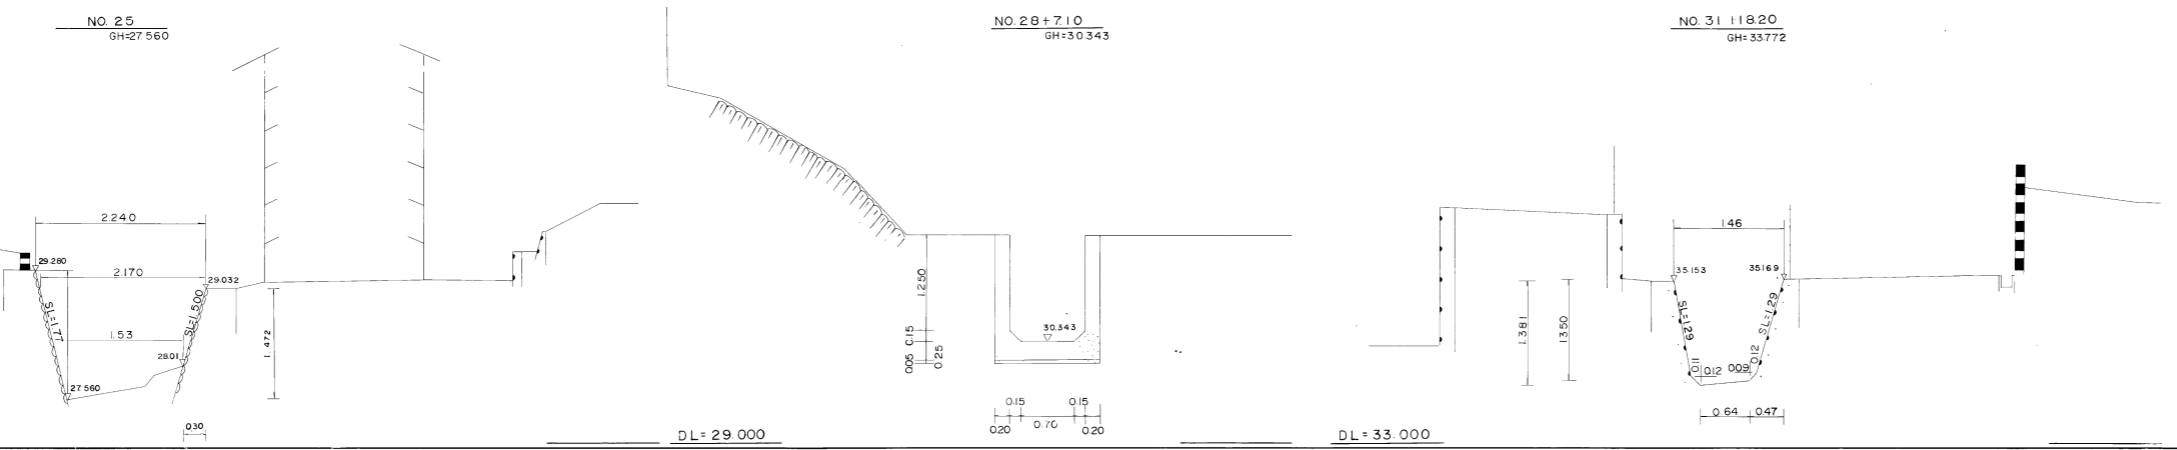 NO. 25
GH=27.560
2.240
29.280
2.170
29.032
SL=1.77
SL=1.500
1.53
28.01
1.472
27.560
0.30
NO.28+7.10
GH=30.343
1.250
0.15
30.343
0.05
0.25
0.15
0.15
0.20
0.70
0.20
DL=29.000
NO. 31 +18.20
GH=33.772
1.46
35.153
35.169
SL=1.29
SL=1.29
1.381
1.350
0.11
0.12
0.09
0.12
0.64
0.47
DL=33.000